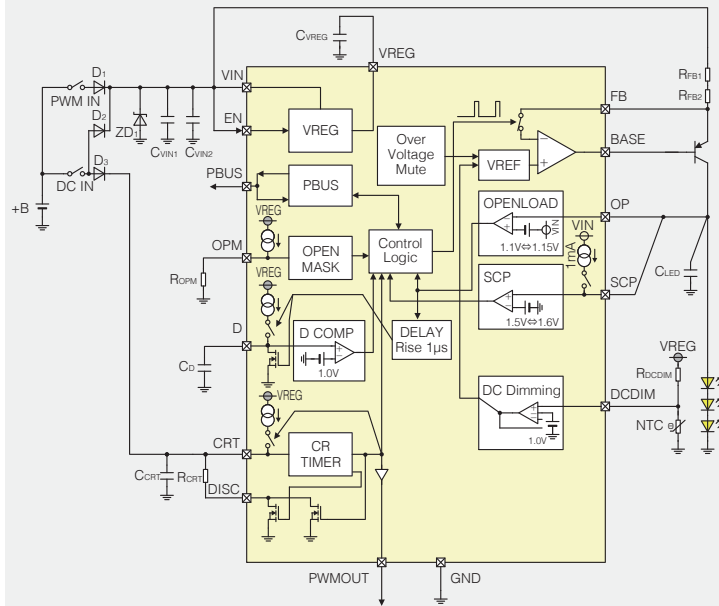 CVREG
VREG
VIN
D1
PWM IN
D2
ZD1
CVIN1
CVIN2
EN
VREG
FB
RFB1
RFB2
Over
Voltage
Mute
VREF
BASE
D3
DC IN
+B
PBUS
PBUS
OPENLOAD
1.1V⇔1.15V
VIN
OP
VREG
OPM
OPEN
MASK
Control
Logic
VIN
1mA
ROPM
SCP
1.5V⇔1.6V
SCP
CLED
VREG
D
D COMP
1.0V
DELAY
Rise 1μs
CD
VREG
RDCDIM
DC Dimming
1.0V
DCDIM
NTC
θ
VREG
CRT
CR
TIMER
CCRT
RCRT
DISC
PWMOUT
GND